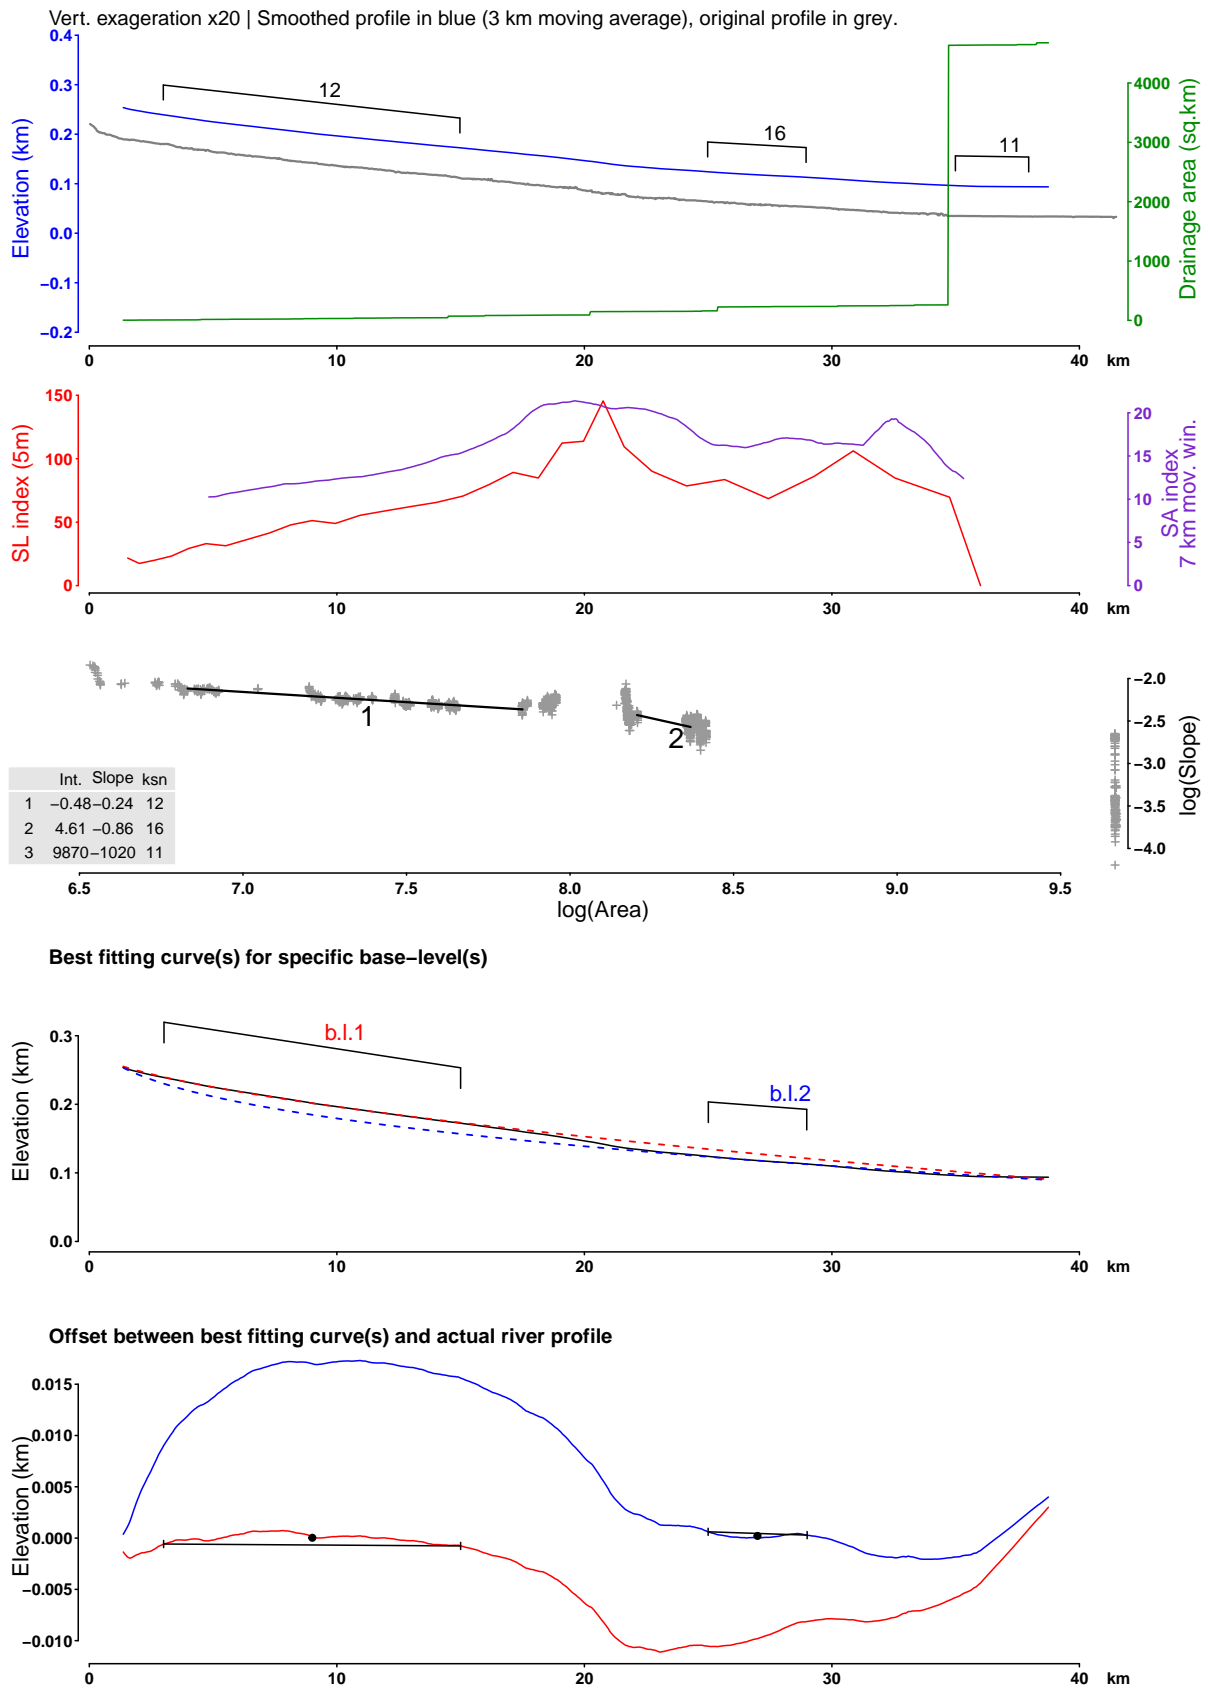 Vert. exageration x20 | Smoothed profile in blue (3 km moving average), original profile in grey.
0.4
0.3
0.2
0.1
0.0
−0.1
−0.2
Elevation (km)
12
16
11
4000
3000
2000
1000
0
Drainage area (sq.km)
0 10 20 30 40 km
150
100
50
0
SL index (5m)
20
15
10
5
0
SA index
7 km mov. win.
0 10 20 30 40 km
1
2
−2.0
−2.5
−3.0
−3.5
−4.0
log(Slope)
Int. Slope ksn
1 −0.48 −0.24 12
2 4.61 −0.86 16
3 9870 −1020 11
6.5 7.0 7.5 8.0 8.5 9.0 9.5
log(Area)
Best fitting curve(s) for specific base−level(s)
0.3
0.2
0.1
0.0
Elevation (km)
b.l.1
b.l.2
0 10 20 30 40 km
Offset between best fitting curve(s) and actual river profile
0.015
0.010
0.005
0.000
−0.005
−0.010
Elevation (km)
0 10 20 30 40 km